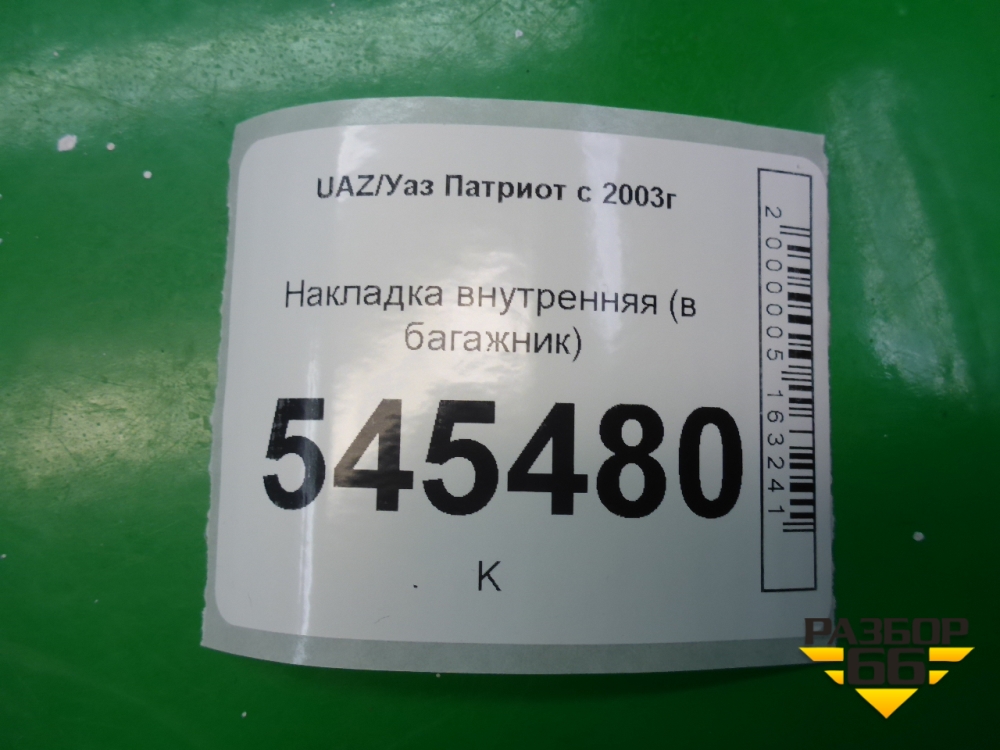 UAZ/Уаз Патриот с 2003г
Накладка внутренняя (в
багажник)
545480
К
2000005163241
РАЗБОР
66